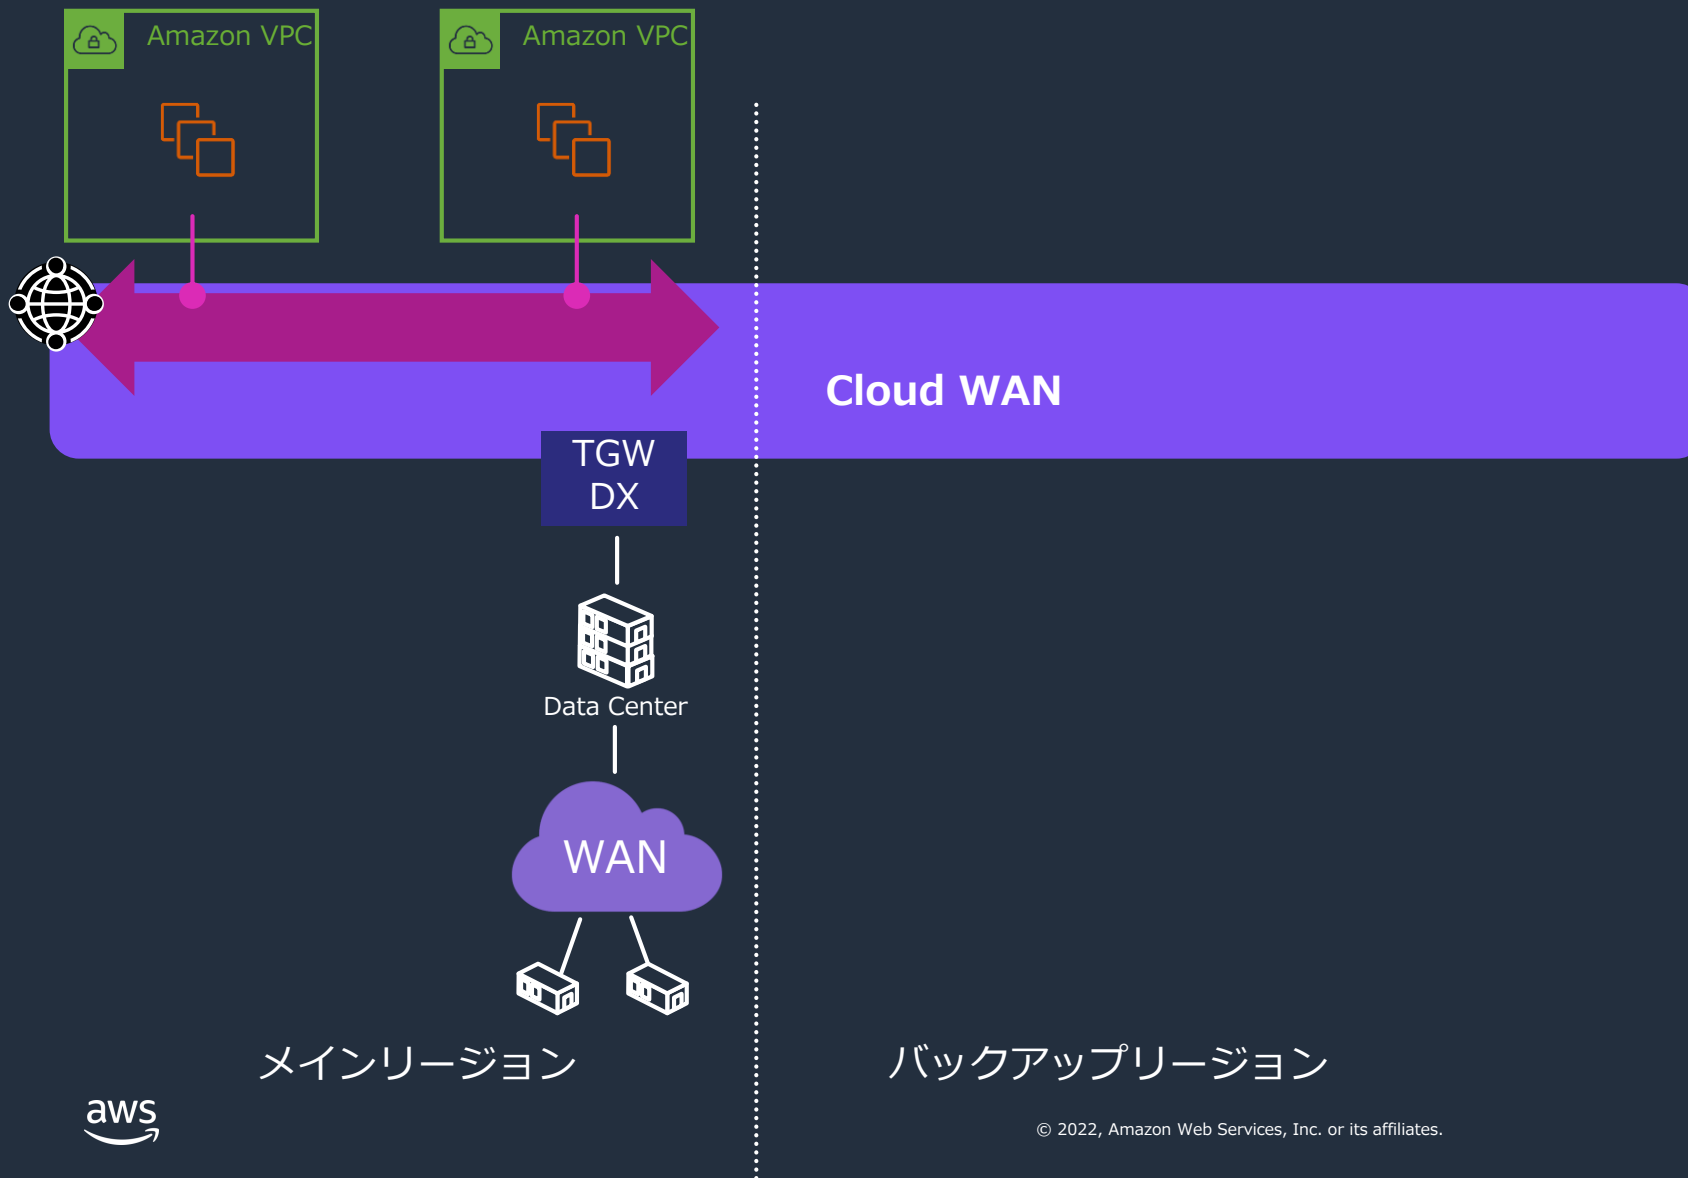 Amazon VPC
Amazon VPC
Cloud WAN
TGW
DX
Data Center
WAN
メインリージョン
バックアップリージョン
aws
© 2022, Amazon Web Services, Inc. or its affiliates.